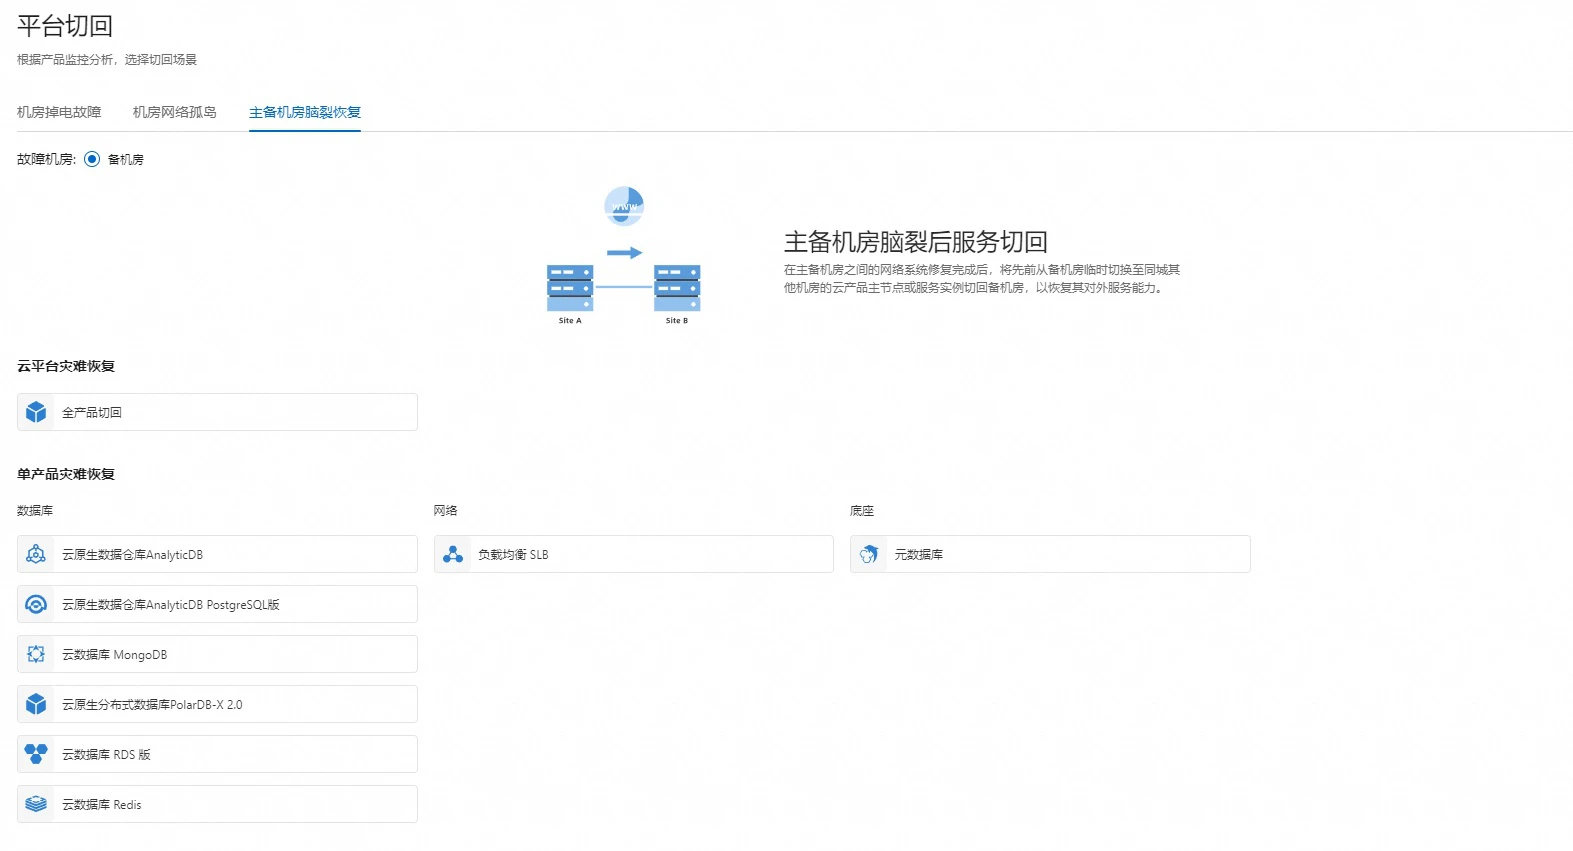 平台切回
根据产品监控分析，选择切回场景
机房掉电故障
机房网络孤岛
主备机房脑裂恢复
故障机房:
备机房
www
Site A
Site B
主备机房脑裂后服务切回
在主备机房之间的网络系统修复完成后，将先前从备机房临时切换至同城其
他机房的云产品主节点或服务实例切回备机房，以恢复其对外服务能力。
云平台灾难恢复
全产品切回
单产品灾难恢复
数据库
云原生数据仓库AnalyticDB
云原生数据仓库AnalyticDB PostgreSQL版
云数据库 MongoDB
云原生分布式数据库PolarDB-X 2.0
云数据库 RDS 版
云数据库 Redis
网络
负载均衡 SLB
底座
元数据库